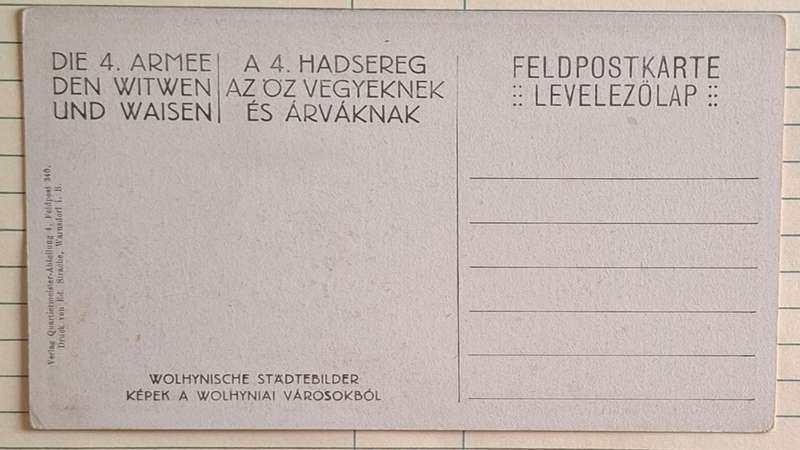 DIE 4. ARMEE
DEN WITWEN
UND WAISEN
A 4. HADSEREG
AZ ÖZ VEGYEKNEK
ÉS ÁRVÁKNAK
FELDPOSTKARTE
:: LEVELEZÖLAP ::
Verlag Quartiermeister-Abteilung 4, Feldpost 340.
Druck von Ed. Strache, Warnsdorf i. B.
WOLHYNISCHE STÄDTEBILDER
KÉPEK A WOLHYNIAI VÁROSOKBÓL